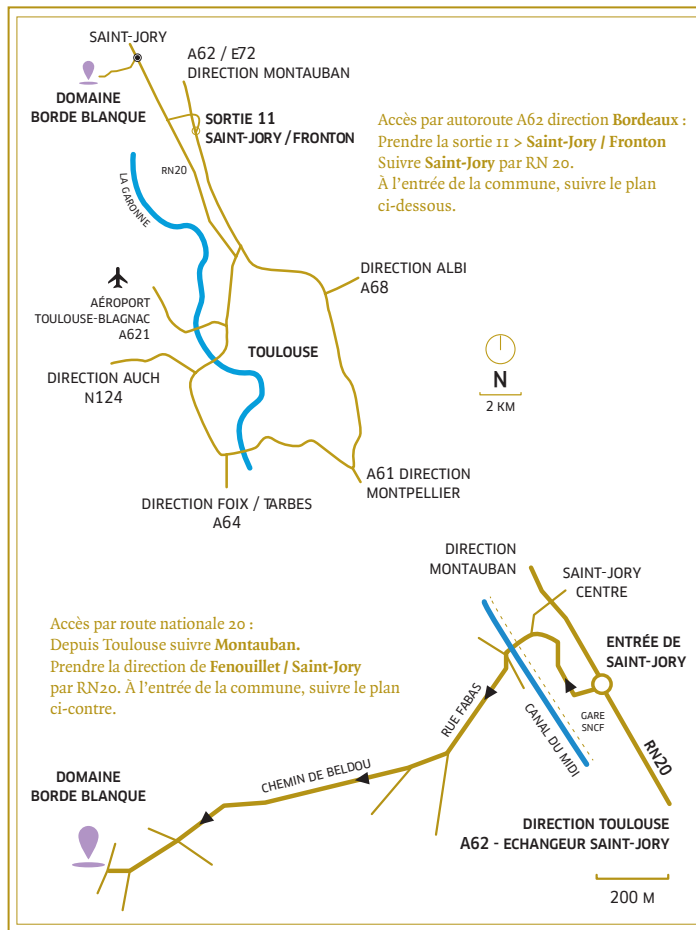 SAINT-JORY
A62 / E72
DIRECTION MONTAUBAN
DOMAINE
BORDE BLANQUE
SORTIE 11
SAINT-JORY / FRONTON
Accès par autoroute A62 direction Bordeaux :
Prendre la sortie 11 > Saint-Jory / Fronton
Suivre Saint-Jory par RN 20.
À l’entrée de la commune, suivre le plan
ci-dessous.
RN20
LA GARONNE
DIRECTION ALBI
A68
AÉROPORT
TOULOUSE-BLAGNAC
A621
TOULOUSE
DIRECTION AUCH
N124
N
2 KM
A61 DIRECTION
MONTPELLIER
DIRECTION FOIX / TARBES
A64
DIRECTION
MONTAUBAN
SAINT-JORY
CENTRE
Accès par route nationale 20 :
Depuis Toulouse suivre Montauban.
Prendre la direction de Fenouillet / Saint-Jory
par RN20. À l’entrée de la commune, suivre le plan
ci-contre.
ENTRÉE DE
SAINT-JORY
RUE FABAS
CANAL DU MIDI
GARE
SNCF
RN20
CHEMIN DE BELDOU
DOMAINE
BORDE BLANQUE
DIRECTION TOULOUSE
A62 - ECHANGEUR SAINT-JORY
200 M